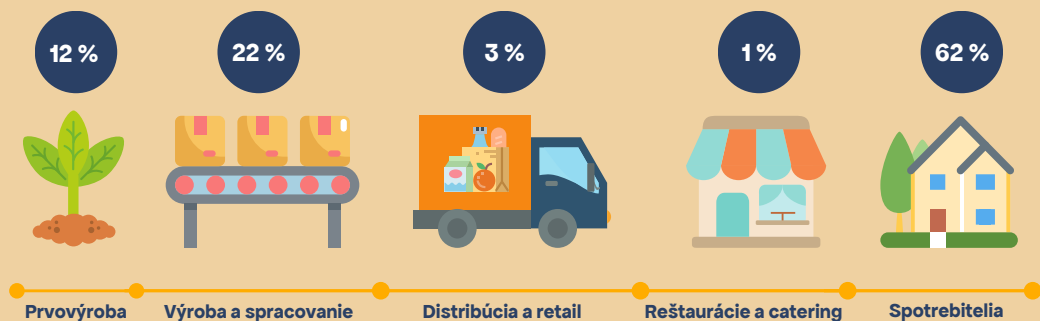 12 %
22 %
3 %
1 %
62 %
Prvovýroba
Výroba a spracovanie
Distribúcia a retail
Reštaurácie a catering
Spotrebitelia